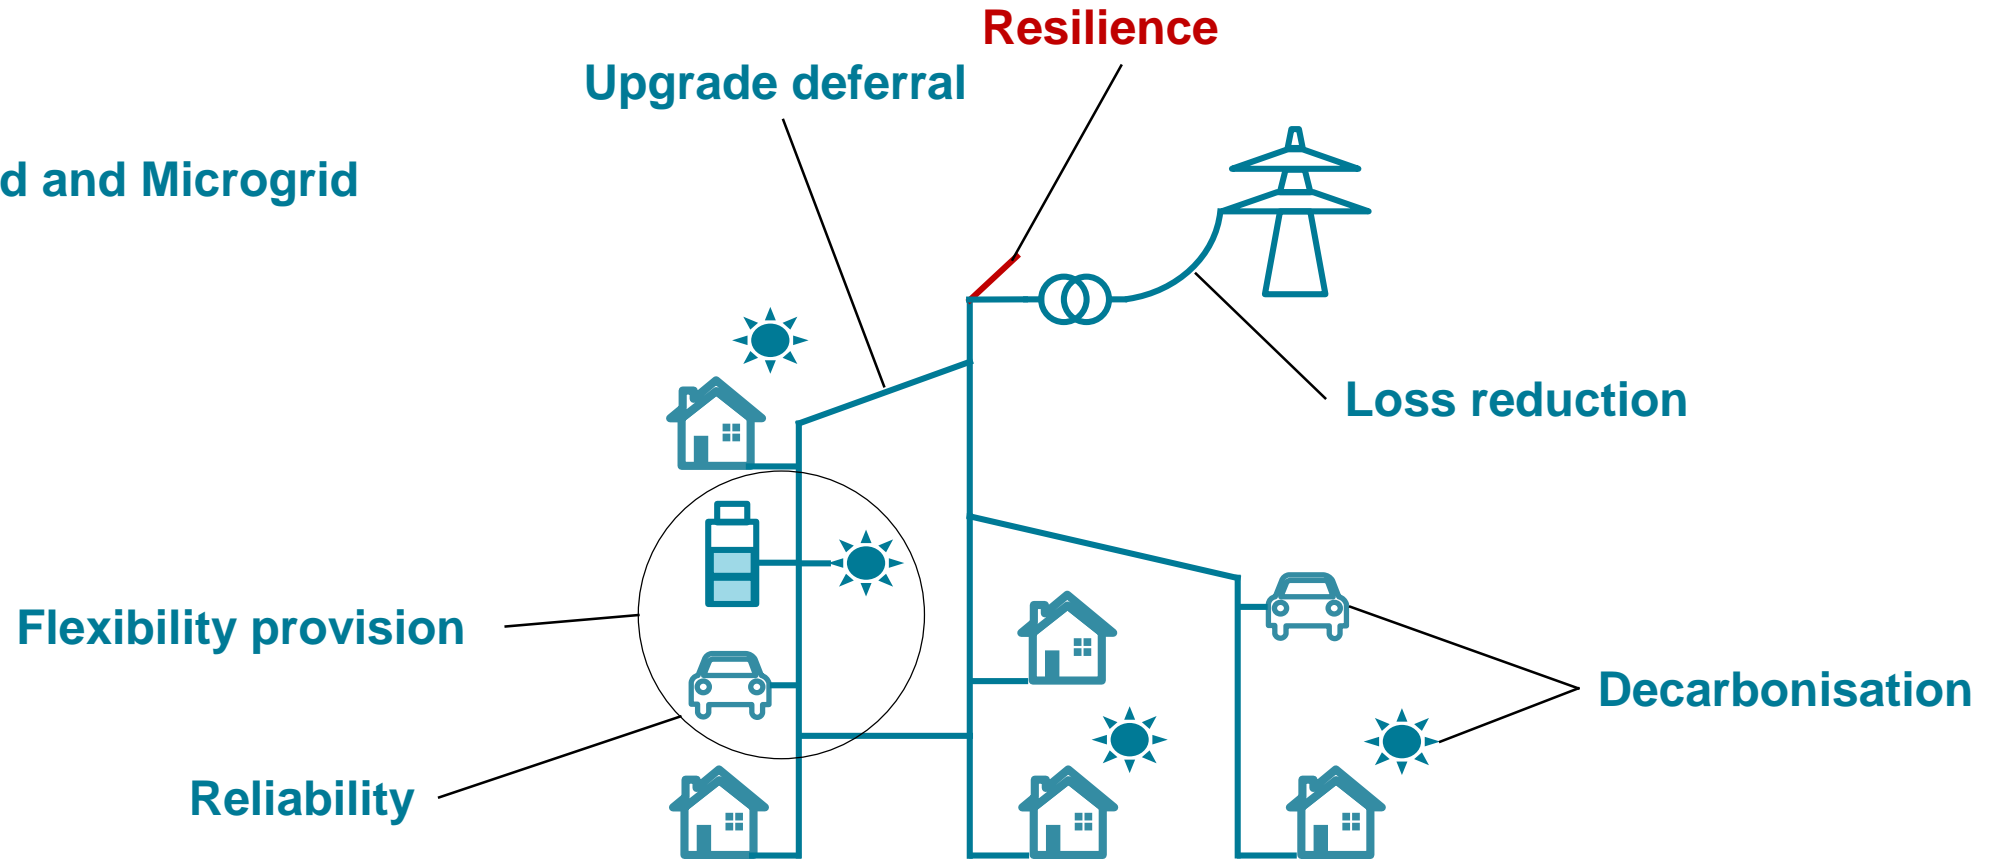 Resilience
Upgrade deferral
d and Microgrid
Loss reduction
Flexibility provision
Decarbonisation
Reliability